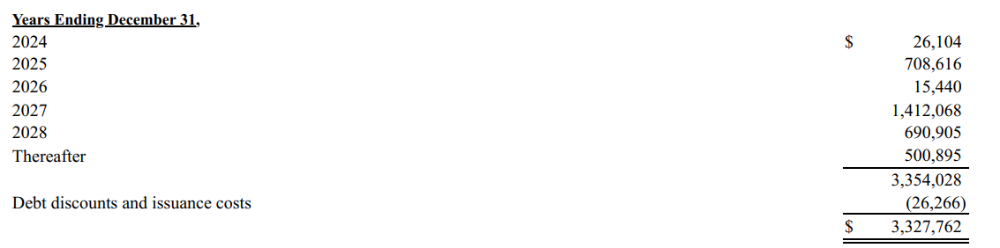 Years Ending December 31,
2024 $ 26,104
2025 708,616
2026 15,440
2027 1,412,068
2028 690,905
Thereafter 500,895
3,354,028
Debt discounts and issuance costs (26,266)
$ 3,327,762